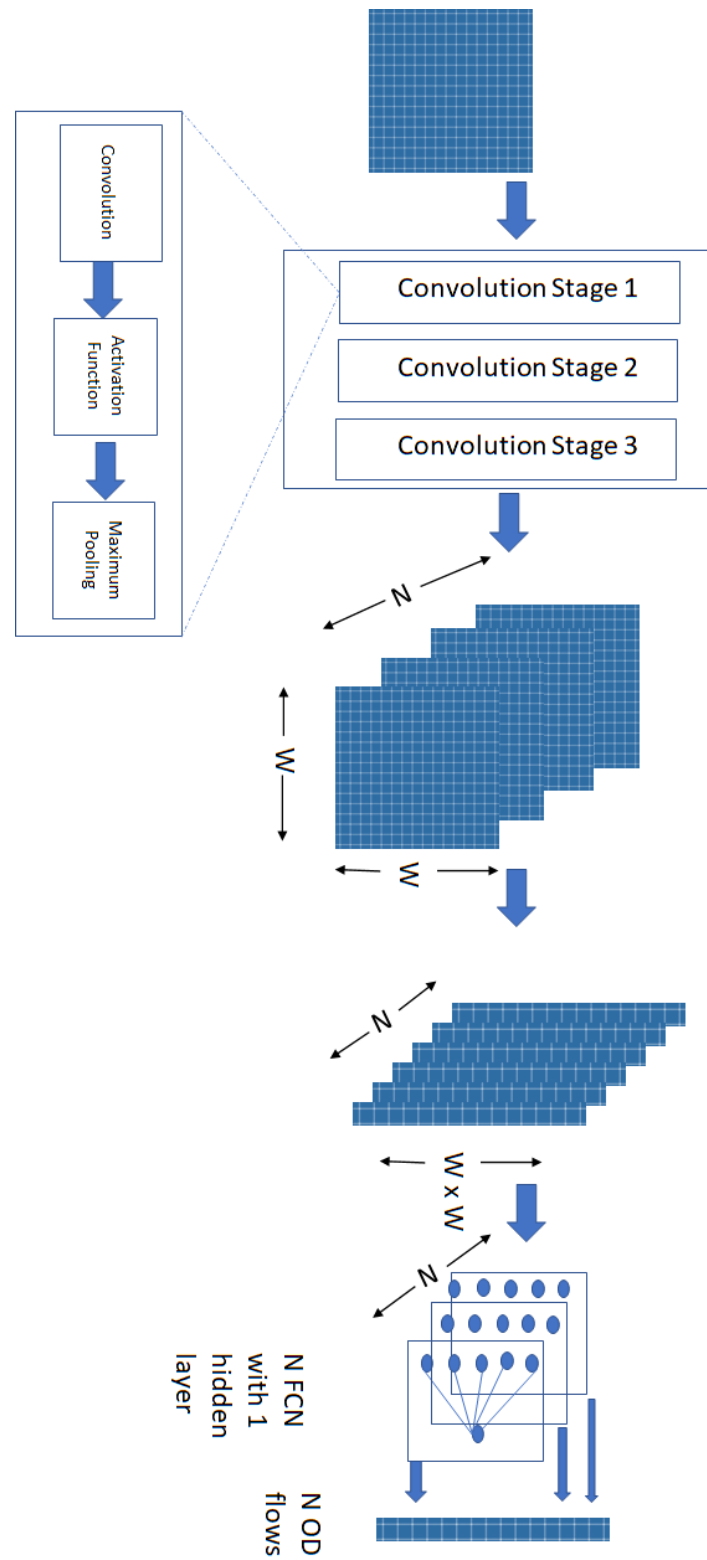 Convolution
Activation
Function
Maximum
Pooling
Convolution Stage 1
Convolution Stage 2
Convolution Stage 3
N
W
W
N
W x W
N
N FCN
with 1
hidden
layer
N OD
flows